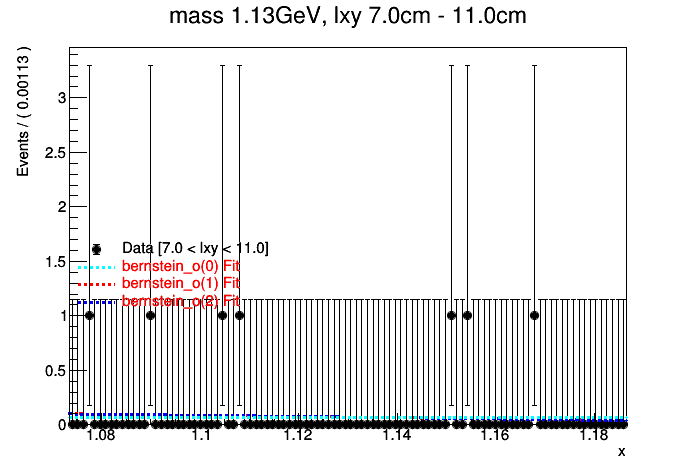 mass 1.13GeV, lxy 7.0cm - 11.0cm
Events / ( 0.00113 )
3
2.5
2
1.5
1
0.5
0
Data [7.0 < lxy < 11.0]
bernstein_o(0) Fit
bernstein_o(1) Fit
bernstein_o(2) Fit
1.08 1.1 1.12 1.14 1.16 1.18
x